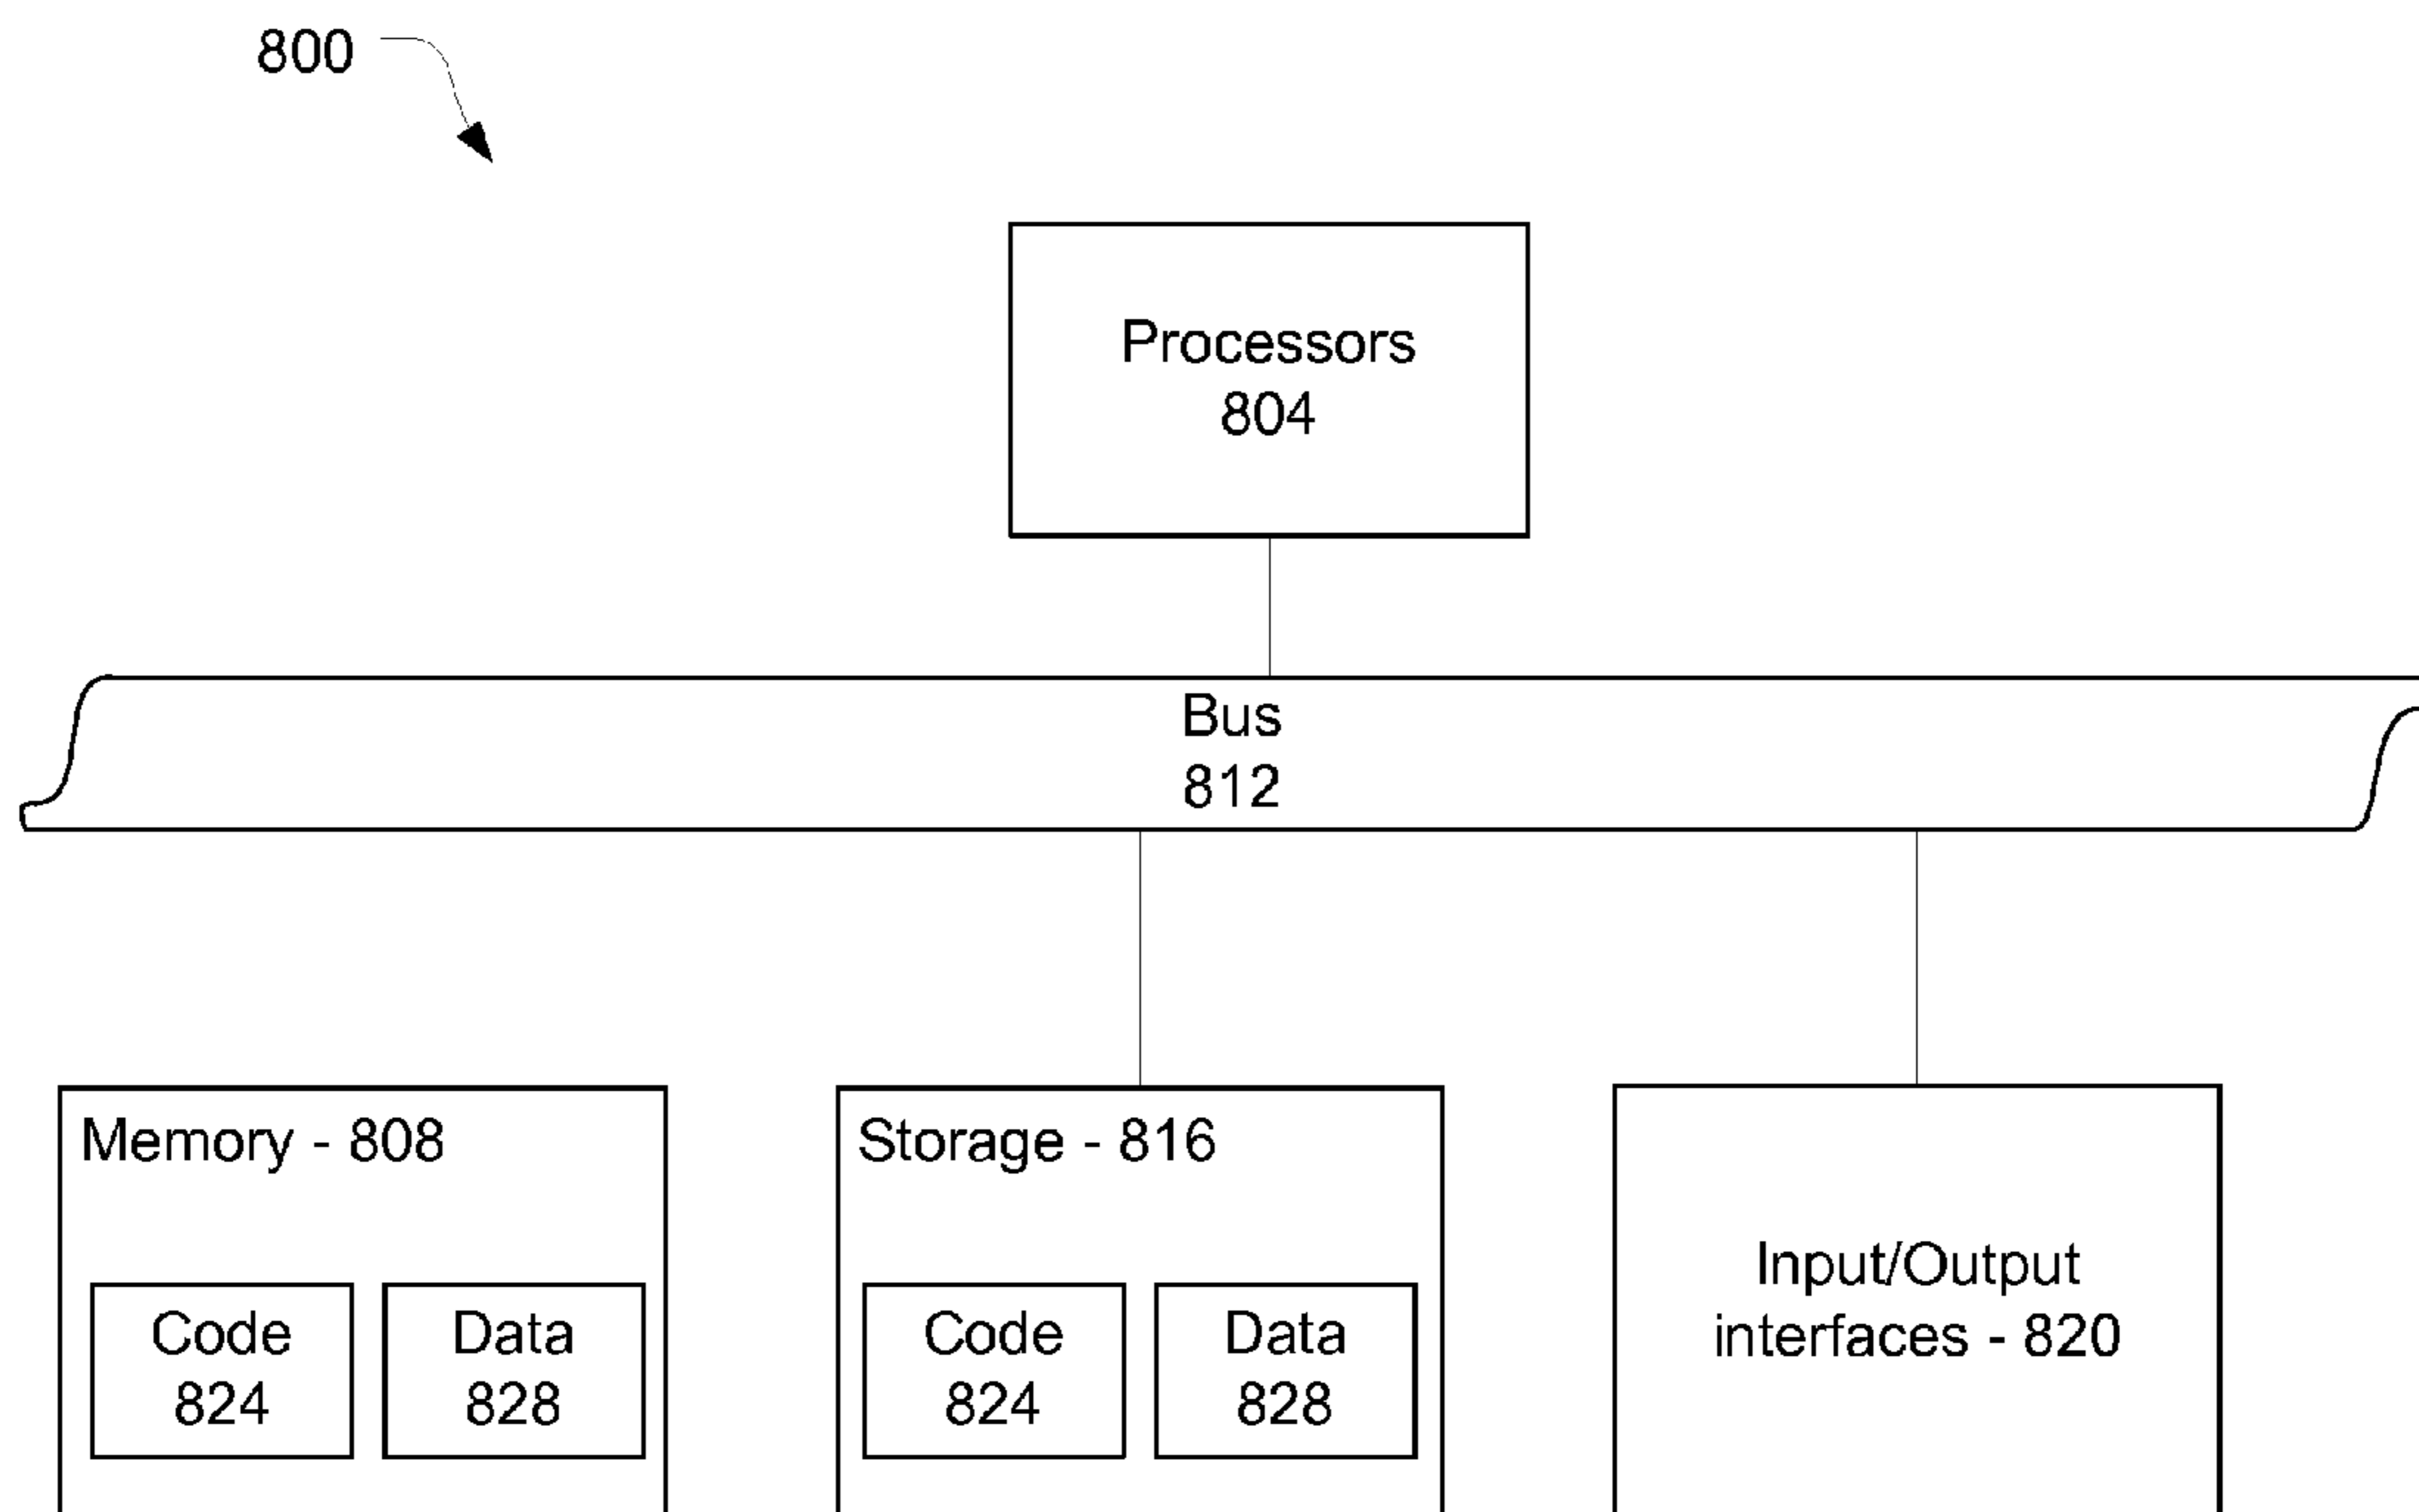 800
Processors
804
Bus
812
Memory - 808
Code
824
Data
828
Storage - 816
Code
824
Data
828
Input/Output
interfaces - 820